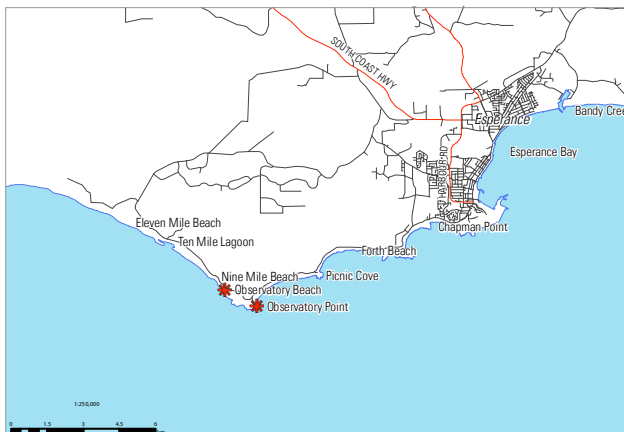 SOUTH COAST HWY
Esperance
Bandy Cree
Esperance Bay
HARBOUR RD
Eleven Mile Beach
Chapman Point
Ten Mile Lagoon
Forth Beach
Nine Mile Beach
Picnic Cove
Observatory Beach
Observatory Point
1:250,000
0 1.5 3 4.5 6